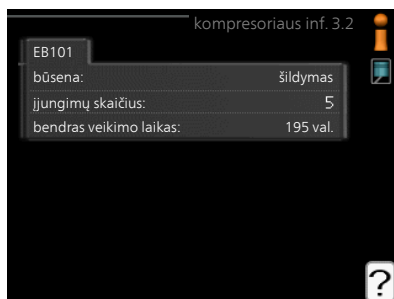 kompresoriaus inf. 3.2
EB101
būsena: šildymas
įjungimų skaičius: 5
bendras veikimo laikas: 195 val.
?